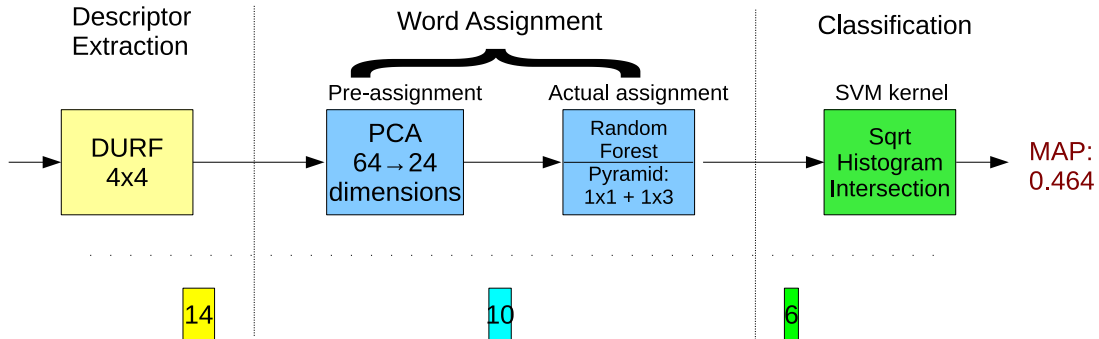 Descriptor
Extraction
Word Assignment
Classification
Pre-assignment
Actual assignment
SVM kernel
DURF
4x4
PCA
64→24
dimensions
Random
Forest
Pyramid:
1x1 + 1x3
Sqrt
Histogram
Intersection
MAP:
0.464
14
10
6